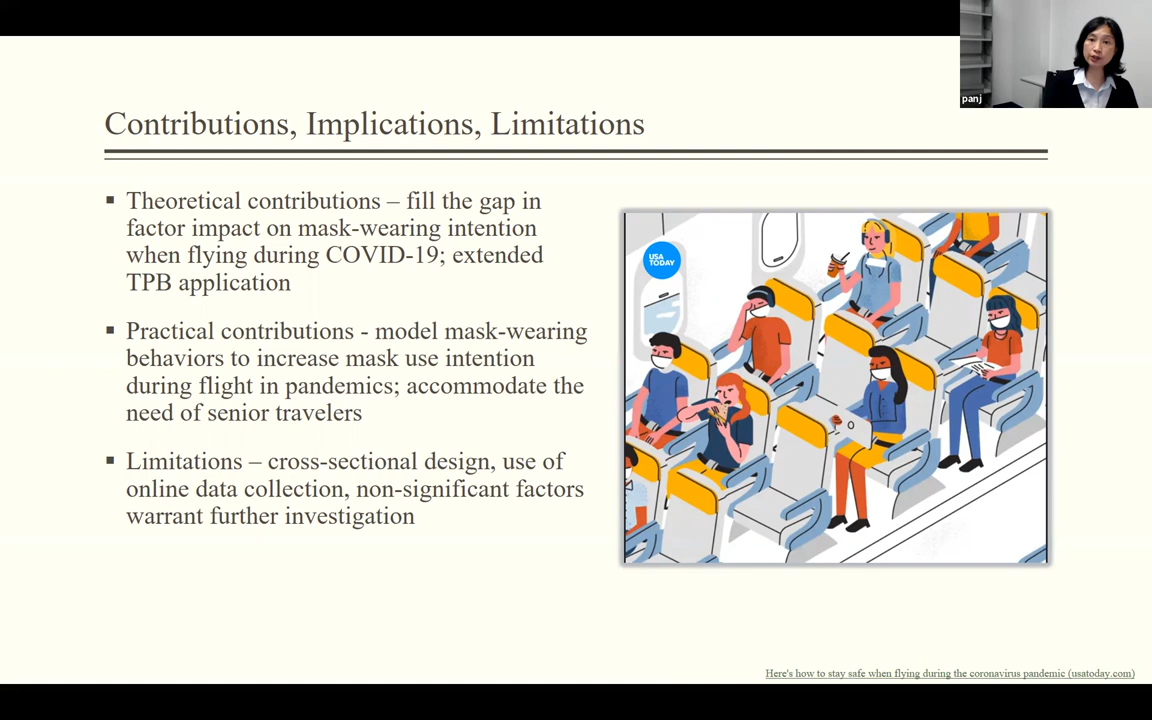 panj
Contributions, Implications, Limitations
▪ Theoretical contributions – fill the gap in
factor impact on mask-wearing intention
when flying during COVID-19; extended
TPB application
▪ Practical contributions - model mask-wearing
behaviors to increase mask use intention
during flight in pandemics; accommodate the
need of senior travelers
▪ Limitations – cross-sectional design, use of
online data collection, non-significant factors
warrant further investigation
USA
TODAY
Here's how to stay safe when flying during the coronavirus pandemic (usatoday.com)